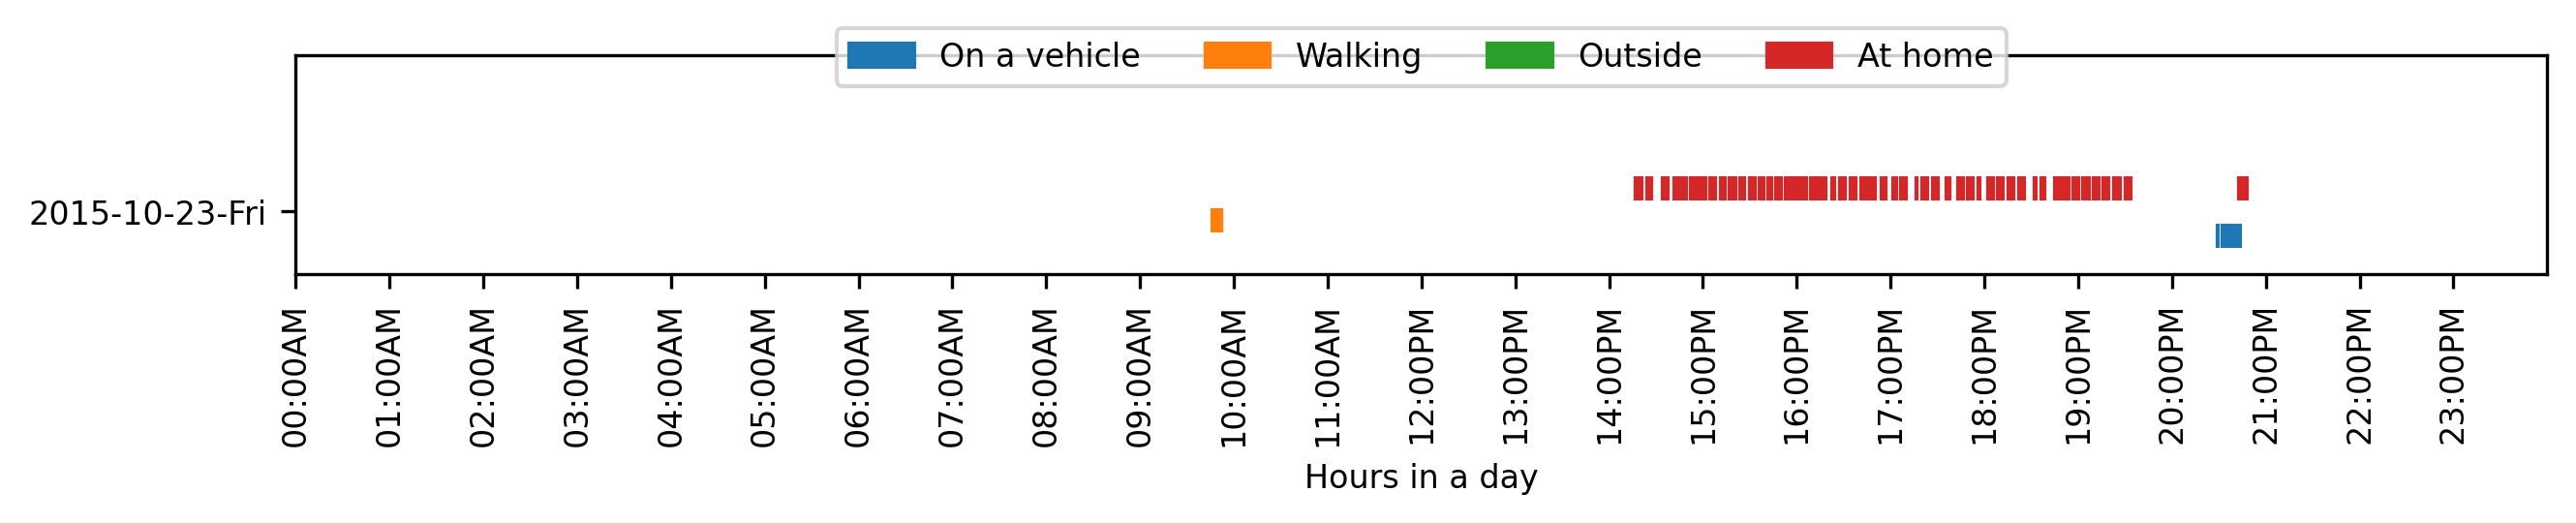 On a vehicle Walking Outside At home
2015-10-23-Fri
00:00AM 01:00AM 02:00AM 03:00AM 04:00AM 05:00AM 06:00AM 07:00AM 08:00AM 09:00AM 10:00AM 11:00AM 12:00PM 13:00PM 14:00PM 15:00PM 16:00PM 17:00PM 18:00PM 19:00PM 20:00PM 21:00PM 22:00PM 23:00PM
Hours in a day